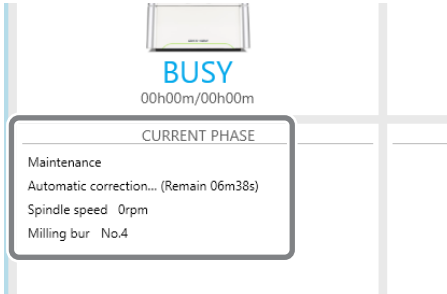 BUSY
00h00m/00h00m
CURRENT PHASE
Maintenance
Automatic correction... (Remain 06m38s)
Spindle speed 0rpm
Milling bur No.4